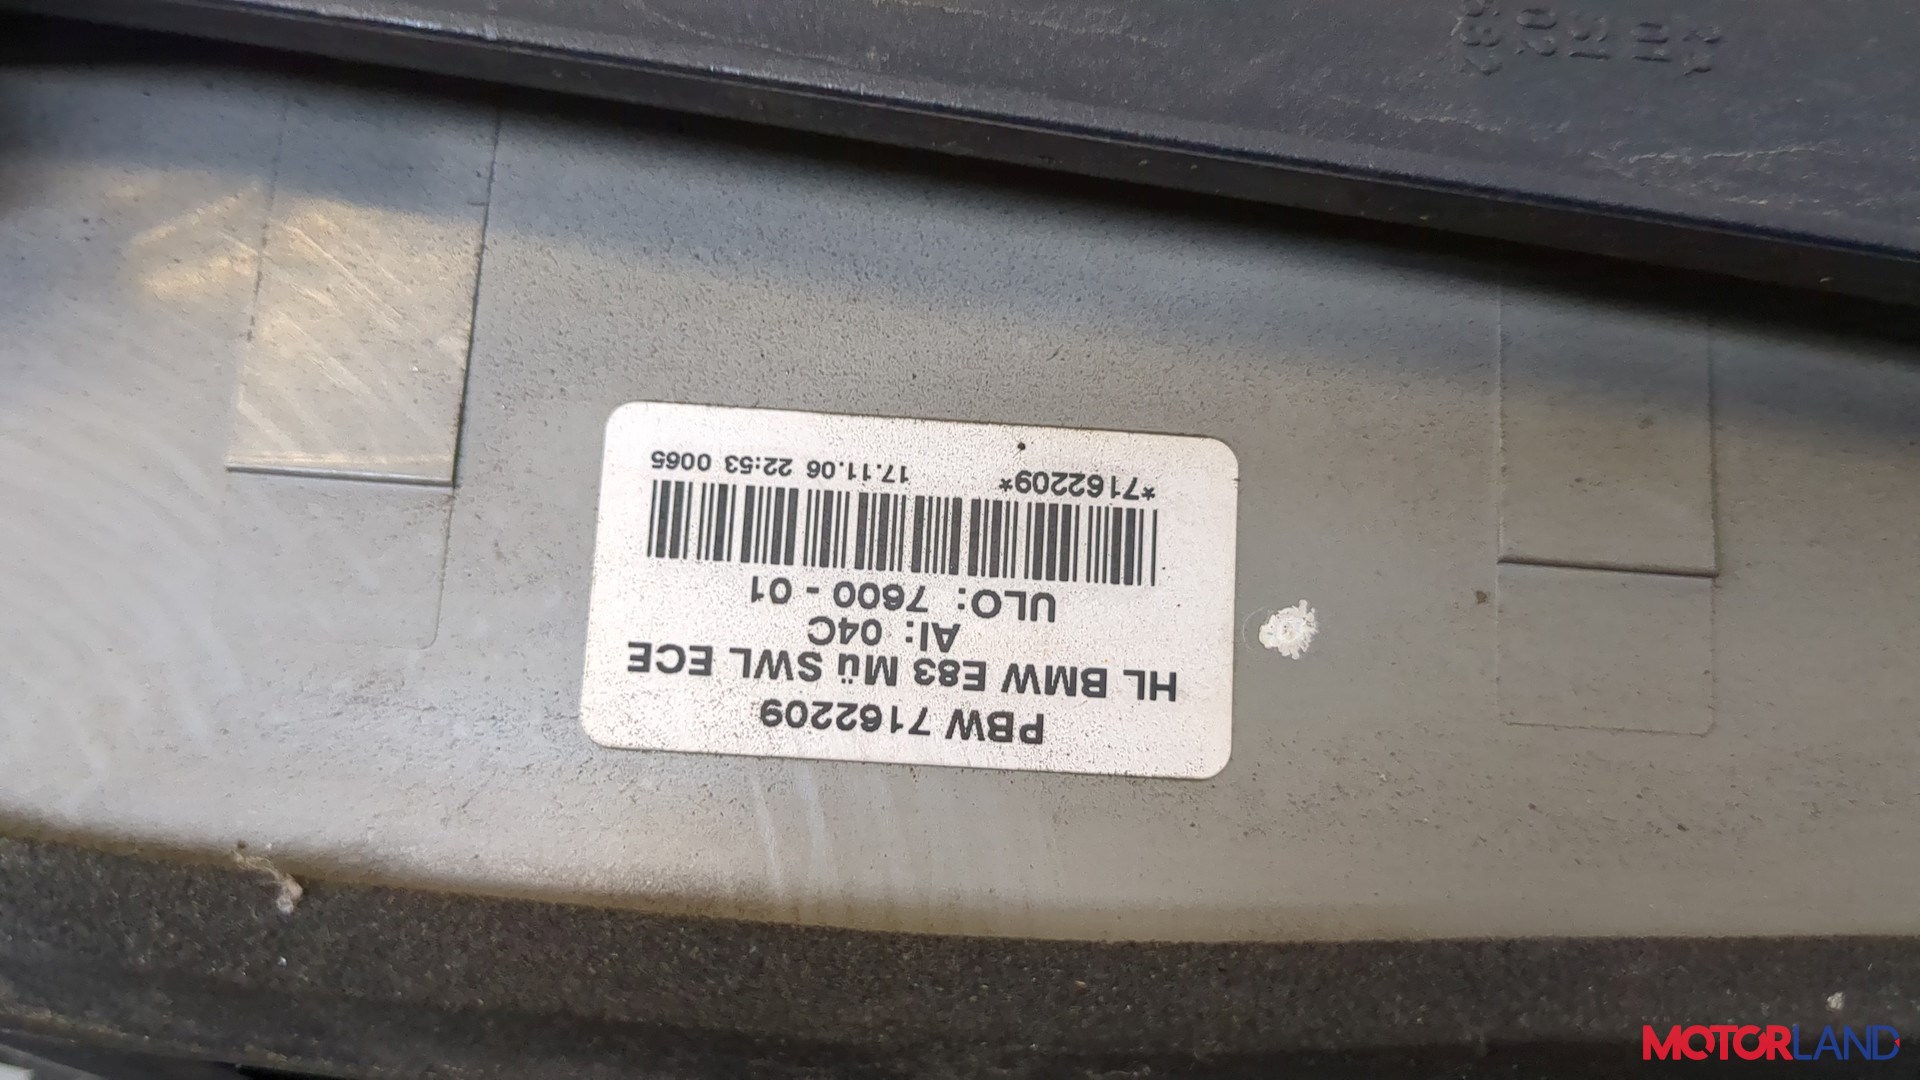 PBW 7162209
HL BMW E83 Mü SWL ECE
AI: 04C
ULO: 7600 - 01
*7162209* 17.11.06 22:53 0065
MOTORLAND